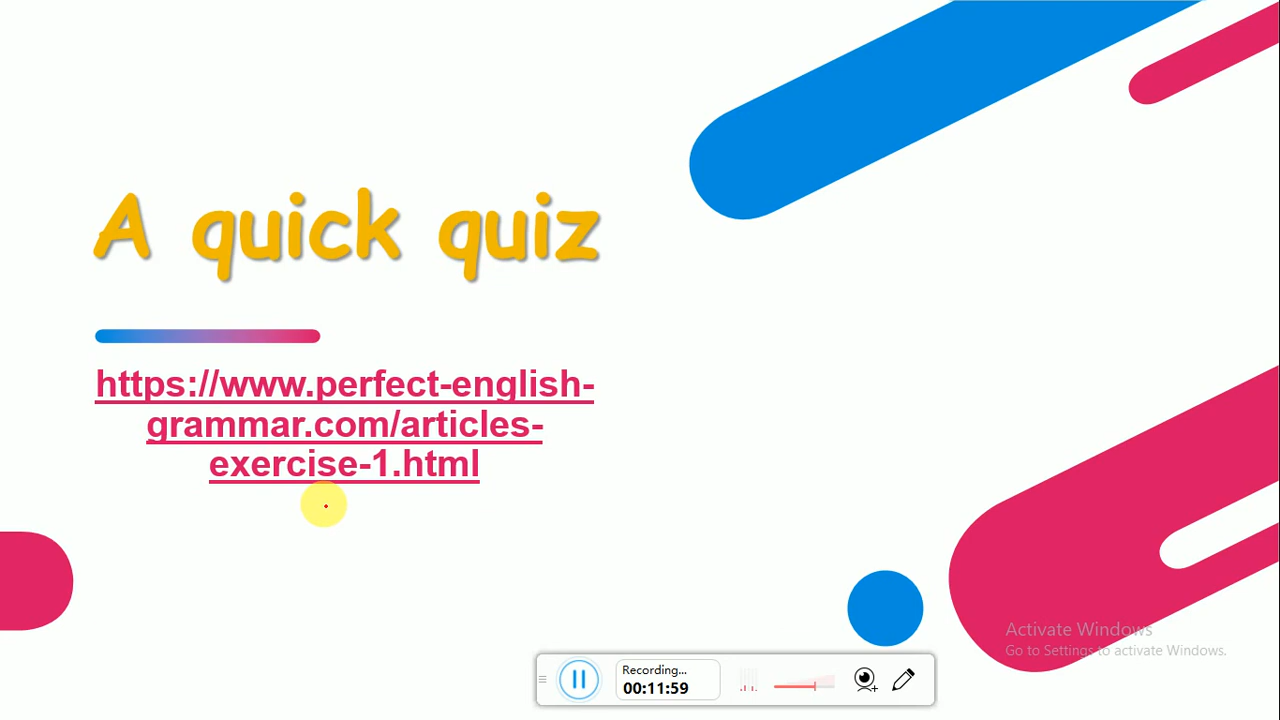 A quick quiz
https://www.perfect-english-
grammar.com/articles-
exercise-1.html
Activate Windows
Go to Settings to activate Windows.
Recording...
00:11:59